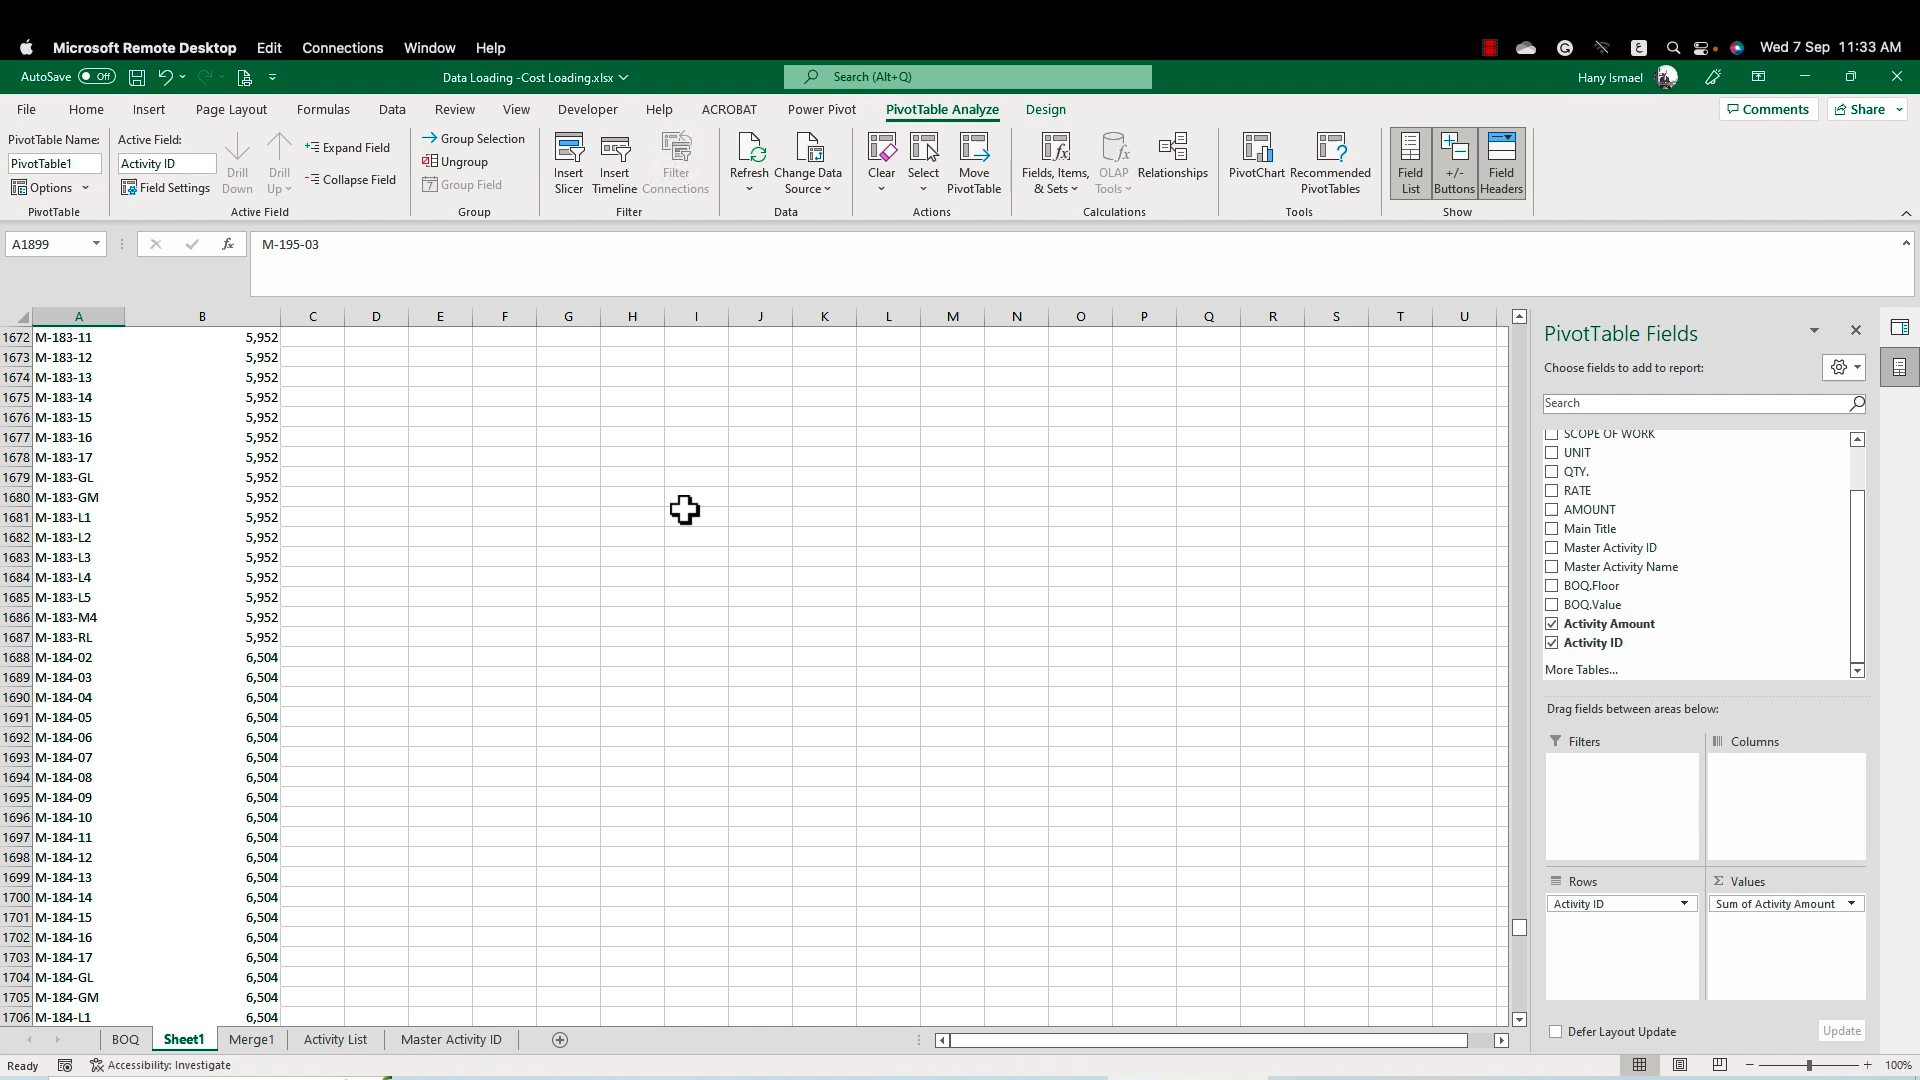 Microsoft Remote Desktop Edit Connections Window Help Wed 7 Sep 11:33 AM
AutoSave Off Data Loading -Cost Loading.xlsx Search (Alt+Q) Hany Ismael
File Home Insert Page Layout Formulas Data Review View Developer Help ACROBAT Power Pivot PivotTable Analyze Design Comments Share
PivotTable Name: Active Field:
PivotTable1 Activity ID
Options Field Settings
Drill Down
Drill Up
Expand Field
Collapse Field
Group Selection
Ungroup
Group Field
Insert Slicer
Insert Timeline
Filter Connections
Refresh
Change Data Source
Clear
Select
Move PivotTable
Fields, Items, & Sets
OLAP Tools
Relationships
PivotChart
Recommended PivotTables
Field List
+/- Buttons
Field Headers
PivotTable Active Field Group Filter Data Actions Calculations Tools Show
A1899 fx M-195-03
A B C D E F G H I J K L M N O P Q R S T U
1672 M-183-11 5,952
1673 M-183-12 5,952
1674 M-183-13 5,952
1675 M-183-14 5,952
1676 M-183-15 5,952
1677 M-183-16 5,952
1678 M-183-17 5,952
1679 M-183-GL 5,952
1680 M-183-GM 5,952
1681 M-183-L1 5,952
1682 M-183-L2 5,952
1683 M-183-L3 5,952
1684 M-183-L4 5,952
1685 M-183-L5 5,952
1686 M-183-M4 5,952
1687 M-183-RL 5,952
1688 M-184-02 6,504
1689 M-184-03 6,504
1690 M-184-04 6,504
1691 M-184-05 6,504
1692 M-184-06 6,504
1693 M-184-07 6,504
1694 M-184-08 6,504
1695 M-184-09 6,504
1696 M-184-10 6,504
1697 M-184-11 6,504
1698 M-184-12 6,504
1699 M-184-13 6,504
1700 M-184-14 6,504
1701 M-184-15 6,504
1702 M-184-16 6,504
1703 M-184-17 6,504
1704 M-184-GL 6,504
1705 M-184-GM 6,504
1706 M-184-L1 6,504
PivotTable Fields
Choose fields to add to report:
Search
SCOPE OF WORK
UNIT
QTY.
RATE
AMOUNT
Main Title
Master Activity ID
Master Activity Name
BOQ.Floor
BOQ.Value
Activity Amount
Activity ID
More Tables...
Drag fields between areas below:
Filters Columns
Rows Σ Values
Activity ID Sum of Activity Amount
Defer Layout Update Update
BOQ Sheet1 Merge1 Activity List Master Activity ID
Ready Accessibility: Investigate 100%